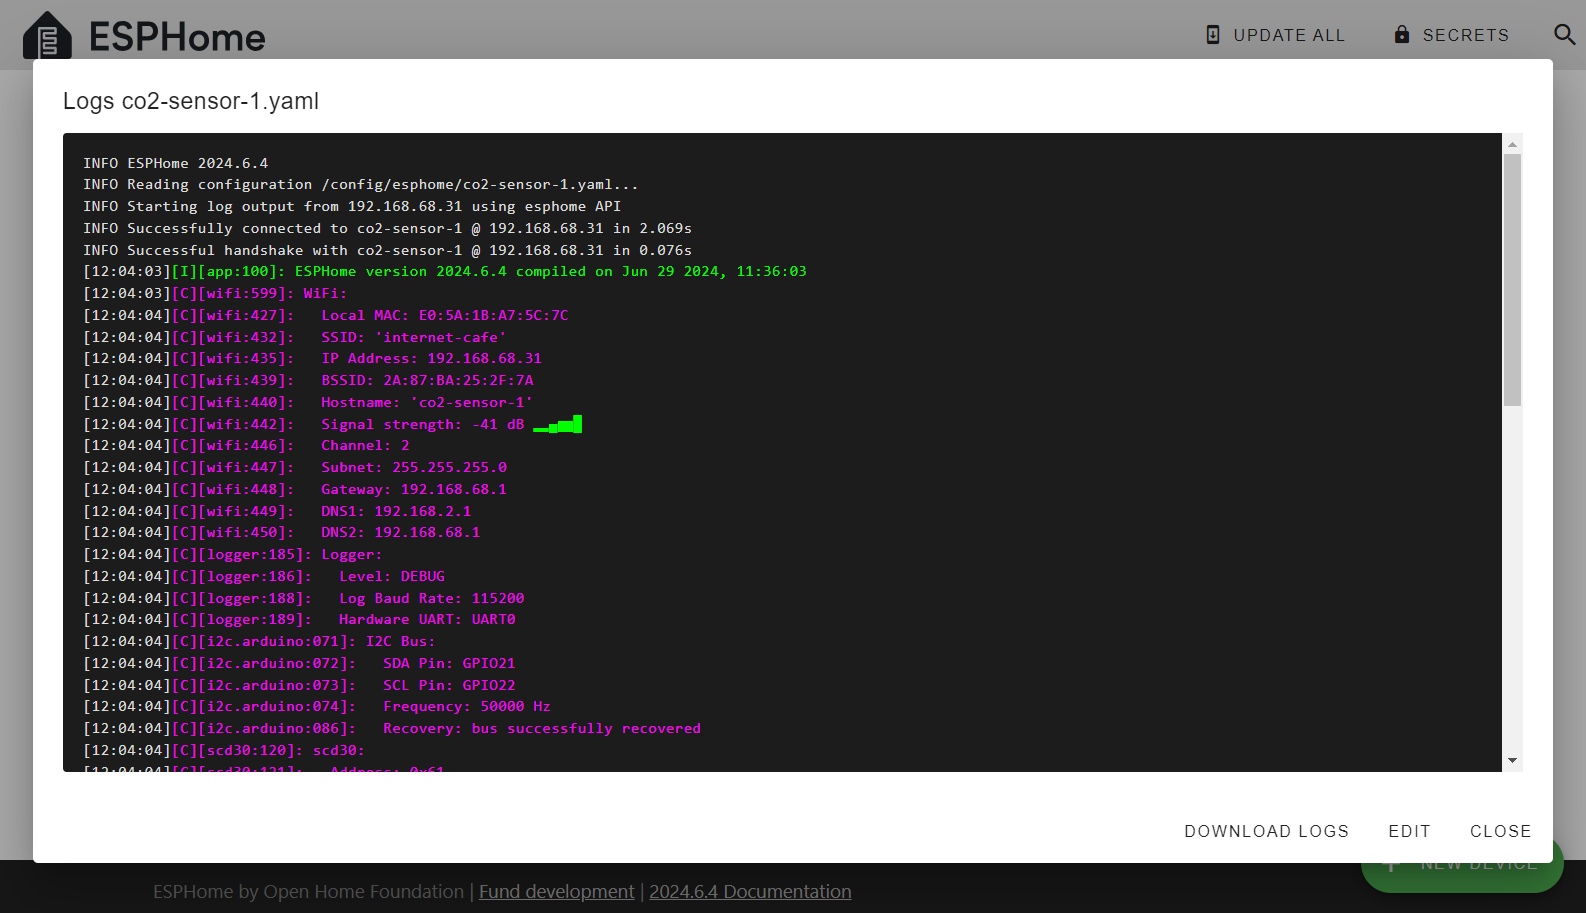 ESPHome
UPDATE ALL
SECRETS
Logs co2-sensor-1.yaml
INFO ESPHome 2024.6.4
INFO Reading configuration /config/esphome/co2-sensor-1.yaml...
INFO Starting log output from 192.168.68.31 using esphome API
INFO Successfully connected to co2-sensor-1 @ 192.168.68.31 in 2.069s
INFO Successful handshake with co2-sensor-1 @ 192.168.68.31 in 0.076s
[12:04:03][I][app:100]: ESPHome version 2024.6.4 compiled on Jun 29 2024, 11:36:03
[12:04:03][C][wifi:599]: WiFi:
[12:04:04][C][wifi:427]:   Local MAC: E0:5A:1B:A7:5C:7C
[12:04:04][C][wifi:432]:   SSID: 'internet-cafe'
[12:04:04][C][wifi:435]:   IP Address: 192.168.68.31
[12:04:04][C][wifi:439]:   BSSID: 2A:87:BA:25:2F:7A
[12:04:04][C][wifi:440]:   Hostname: 'co2-sensor-1'
[12:04:04][C][wifi:442]:   Signal strength: -41 dB ▂▄▆█
[12:04:04][C][wifi:446]:   Channel: 2
[12:04:04][C][wifi:447]:   Subnet: 255.255.255.0
[12:04:04][C][wifi:448]:   Gateway: 192.168.68.1
[12:04:04][C][wifi:449]:   DNS1: 192.168.2.1
[12:04:04][C][wifi:450]:   DNS2: 192.168.68.1
[12:04:04][C][logger:185]: Logger:
[12:04:04][C][logger:186]:   Level: DEBUG
[12:04:04][C][logger:188]:   Log Baud Rate: 115200
[12:04:04][C][logger:189]:   Hardware UART: UART0
[12:04:04][C][i2c.arduino:071]: I2C Bus:
[12:04:04][C][i2c.arduino:072]:   SDA Pin: GPIO21
[12:04:04][C][i2c.arduino:073]:   SCL Pin: GPIO22
[12:04:04][C][i2c.arduino:074]:   Frequency: 50000 Hz
[12:04:04][C][i2c.arduino:086]:   Recovery: bus successfully recovered
[12:04:04][C][scd30:120]: scd30:
[12:04:04][C][scd30:121]:   Address: 0x61
DOWNLOAD LOGS
EDIT
CLOSE
NEW DEVICE
ESPHome by Open Home Foundation | Fund development | 2024.6.4 Documentation